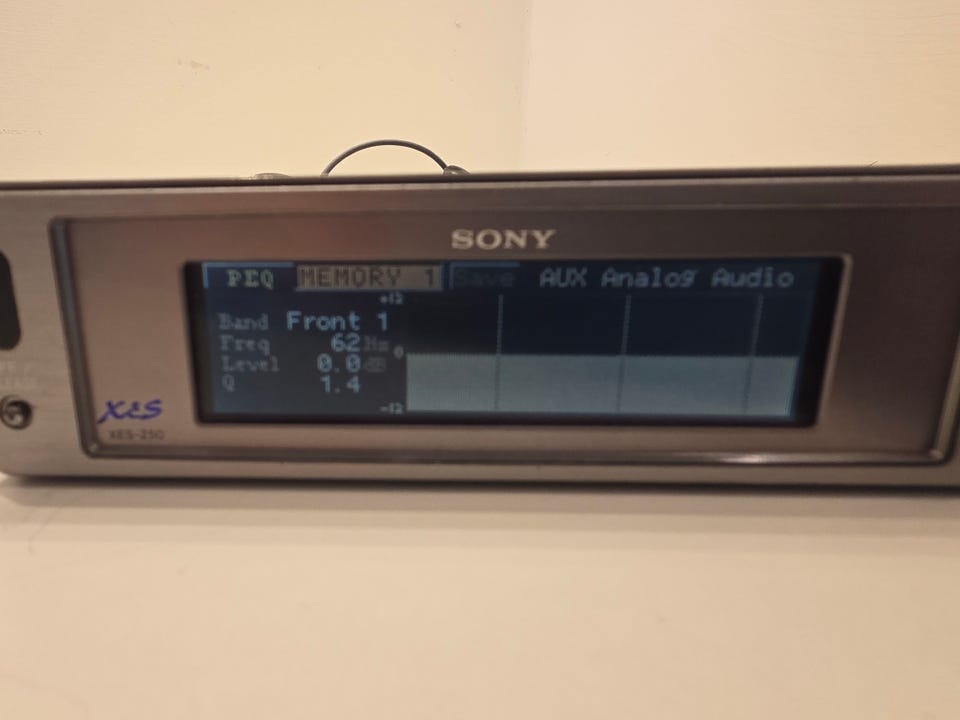 SONY
PEQ MEMORY 1 Save AUX Analog Audio
+12
Band Front 1
Freq 62 Hz
0
Level 0.0 dB
Q 1.4
-12
XES
XES-250